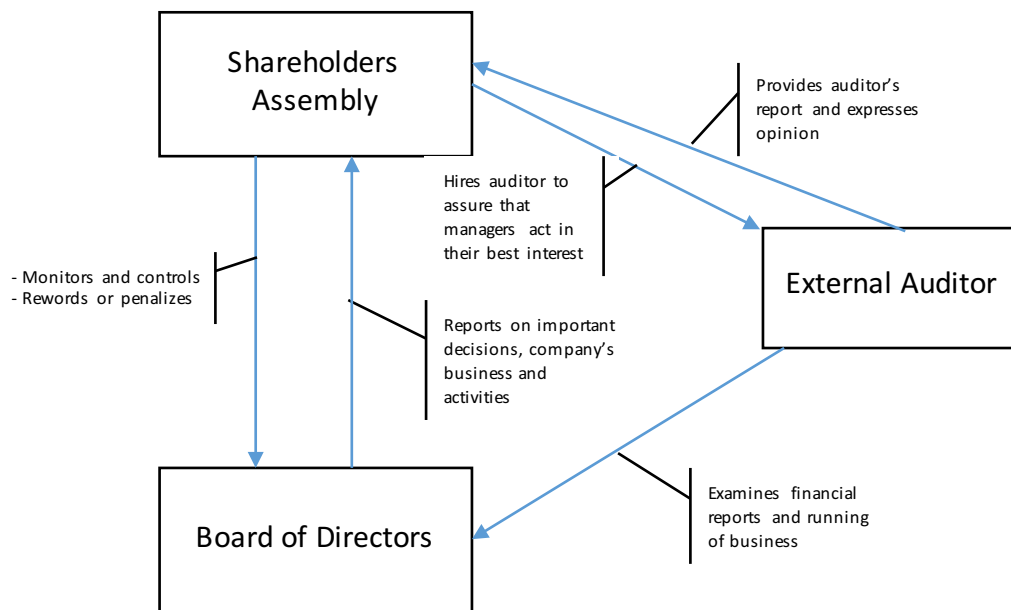 Shareholders
Assembly
Provides auditor's
report and expresses
opinion
Hires auditor to
assure that
managers act in
their best interest
External Auditor
- Monitors and controls
- Rewords or penalizes
Reports on important
decisions, company's
business and
activities
Board of Directors
Examines financial
reports and running
of business